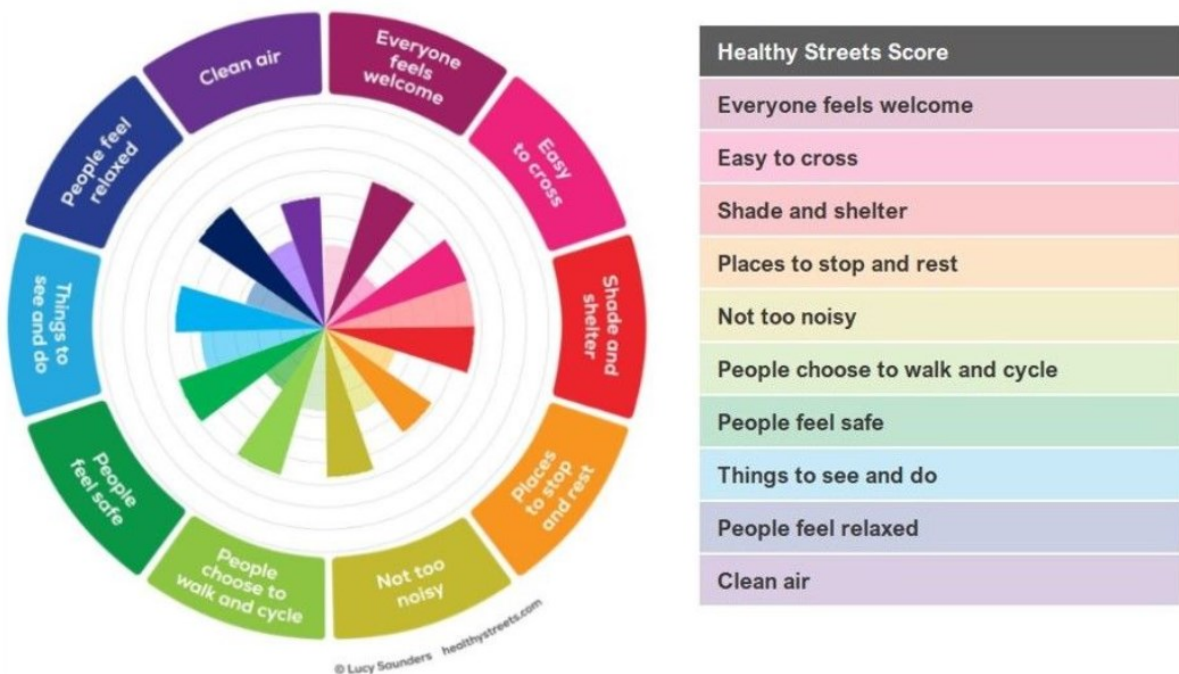 Clean air
Everyone
feels
welcome
Easy
to cross
Shade and
shelter
Places
to stop
and rest
Not too
noisy
People
choose to
walk and cycle
People
feel safe
Things to
see and do
People feel
relaxed
© Lucy Saunders healthystreets.com
Healthy Streets Score
Everyone feels welcome
Easy to cross
Shade and shelter
Places to stop and rest
Not too noisy
People choose to walk and cycle
People feel safe
Things to see and do
People feel relaxed
Clean air